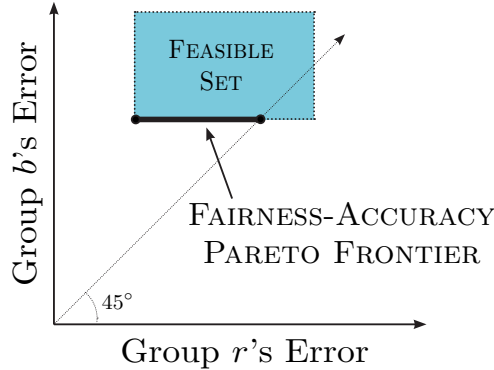 FEASIBLE
SET
Group b's Error
FAIRNESS-ACCURACY
PARETO FRONTIER
45°
Group r's Error